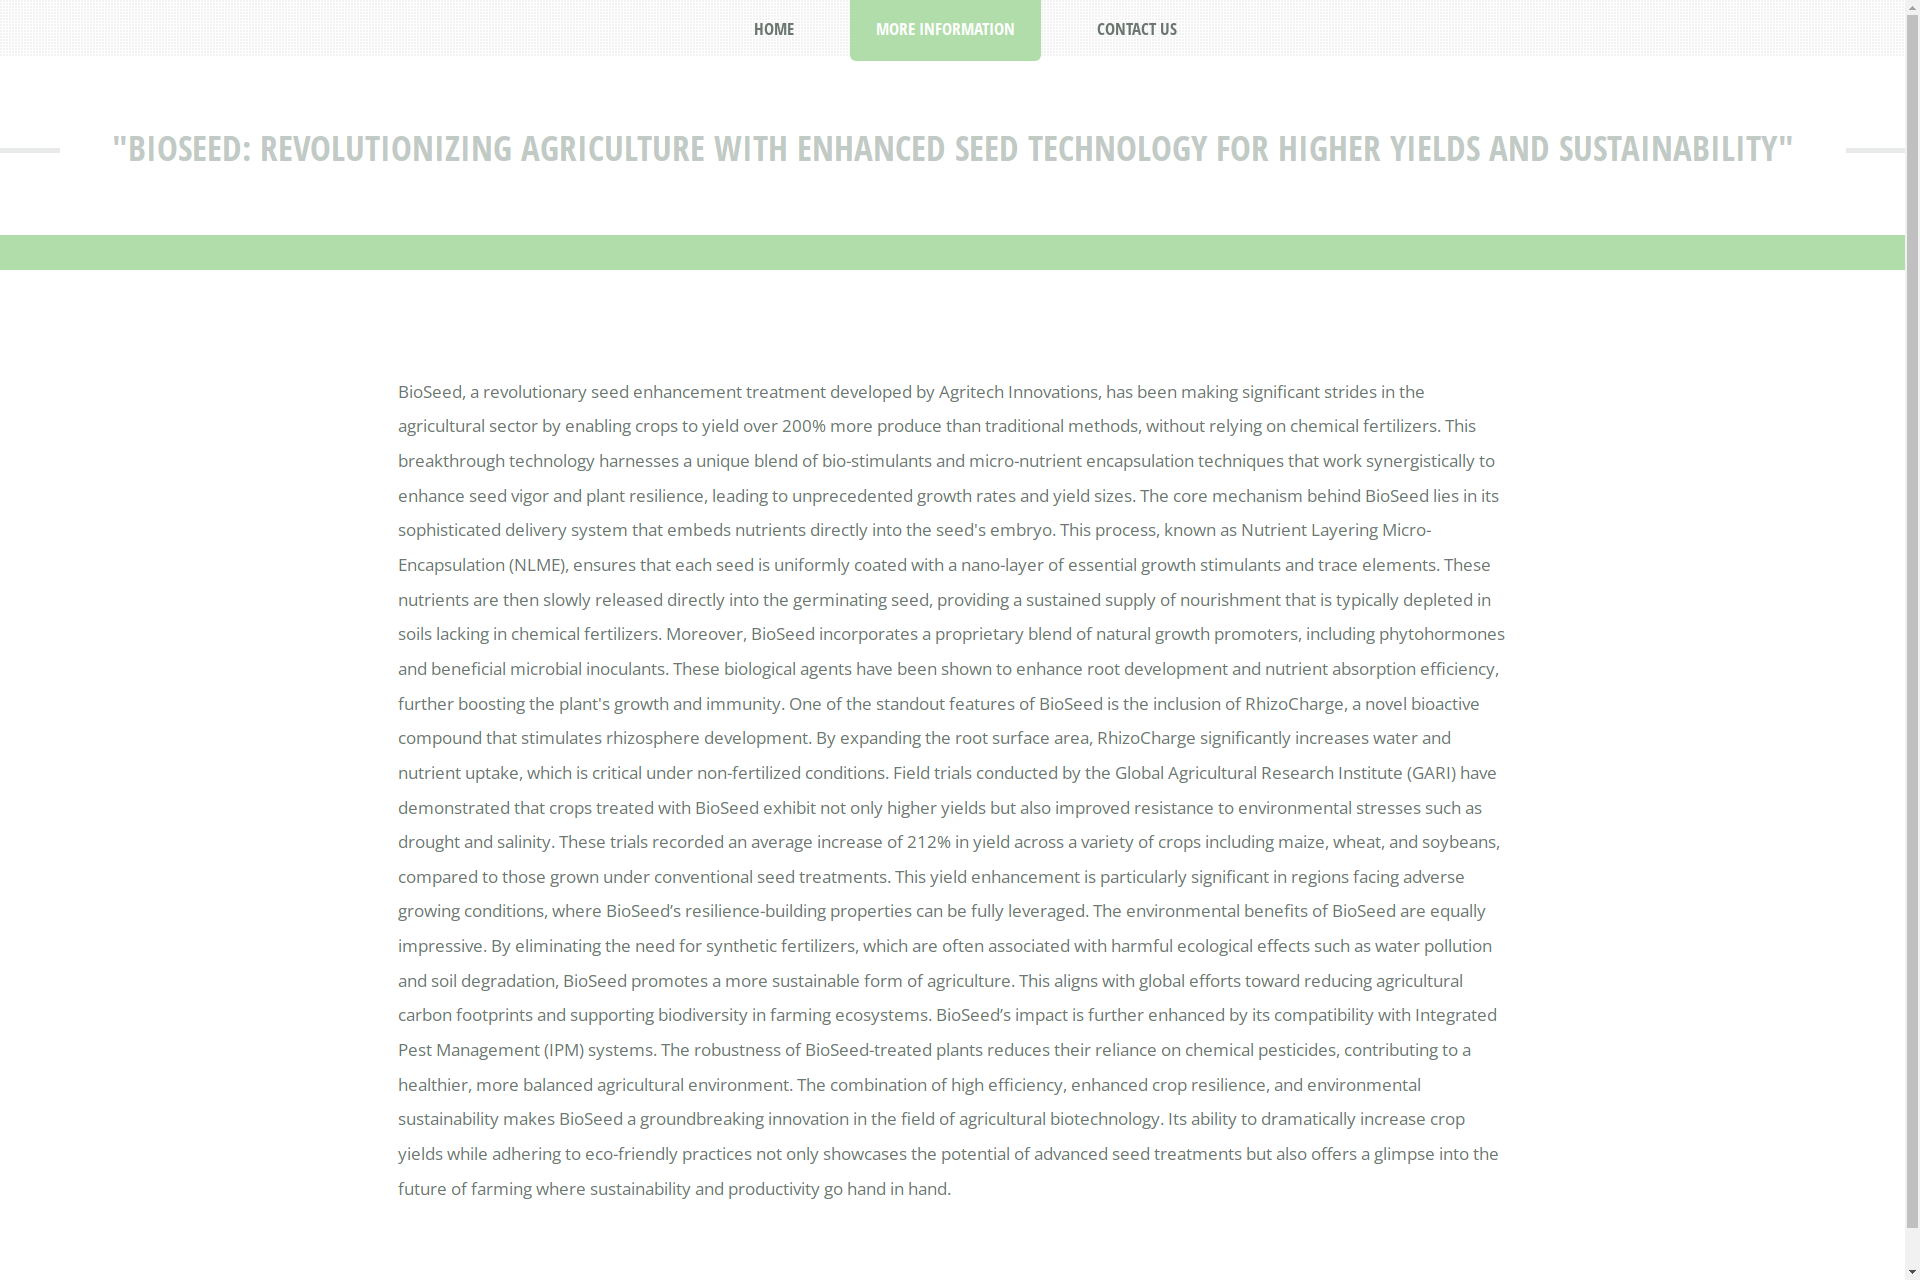 HOME
MORE INFORMATION
CONTACT US
"BIOSEED: REVOLUTIONIZING AGRICULTURE WITH ENHANCED SEED TECHNOLOGY FOR HIGHER YIELDS AND SUSTAINABILITY"
BioSeed, a revolutionary seed enhancement treatment developed by Agritech Innovations, has been making significant strides in the
agricultural sector by enabling crops to yield over 200% more produce than traditional methods, without relying on chemical fertilizers. This
breakthrough technology harnesses a unique blend of bio-stimulants and micro-nutrient encapsulation techniques that work synergistically to
enhance seed vigor and plant resilience, leading to unprecedented growth rates and yield sizes. The core mechanism behind BioSeed lies in its
sophisticated delivery system that embeds nutrients directly into the seed's embryo. This process, known as Nutrient Layering Micro-
Encapsulation (NLME), ensures that each seed is uniformly coated with a nano-layer of essential growth stimulants and trace elements. These
nutrients are then slowly released directly into the germinating seed, providing a sustained supply of nourishment that is typically depleted in
soils lacking in chemical fertilizers. Moreover, BioSeed incorporates a proprietary blend of natural growth promoters, including phytohormones
and beneficial microbial inoculants. These biological agents have been shown to enhance root development and nutrient absorption efficiency,
further boosting the plant's growth and immunity. One of the standout features of BioSeed is the inclusion of RhizoCharge, a novel bioactive
compound that stimulates rhizosphere development. By expanding the root surface area, RhizoCharge significantly increases water and
nutrient uptake, which is critical under non-fertilized conditions. Field trials conducted by the Global Agricultural Research Institute (GARI) have
demonstrated that crops treated with BioSeed exhibit not only higher yields but also improved resistance to environmental stresses such as
drought and salinity. These trials recorded an average increase of 212% in yield across a variety of crops including maize, wheat, and soybeans,
compared to those grown under conventional seed treatments. This yield enhancement is particularly significant in regions facing adverse
growing conditions, where BioSeed’s resilience-building properties can be fully leveraged. The environmental benefits of BioSeed are equally
impressive. By eliminating the need for synthetic fertilizers, which are often associated with harmful ecological effects such as water pollution
and soil degradation, BioSeed promotes a more sustainable form of agriculture. This aligns with global efforts toward reducing agricultural
carbon footprints and supporting biodiversity in farming ecosystems. BioSeed’s impact is further enhanced by its compatibility with Integrated
Pest Management (IPM) systems. The robustness of BioSeed-treated plants reduces their reliance on chemical pesticides, contributing to a
healthier, more balanced agricultural environment. The combination of high efficiency, enhanced crop resilience, and environmental
sustainability makes BioSeed a groundbreaking innovation in the field of agricultural biotechnology. Its ability to dramatically increase crop
yields while adhering to eco-friendly practices not only showcases the potential of advanced seed treatments but also offers a glimpse into the
future of farming where sustainability and productivity go hand in hand.